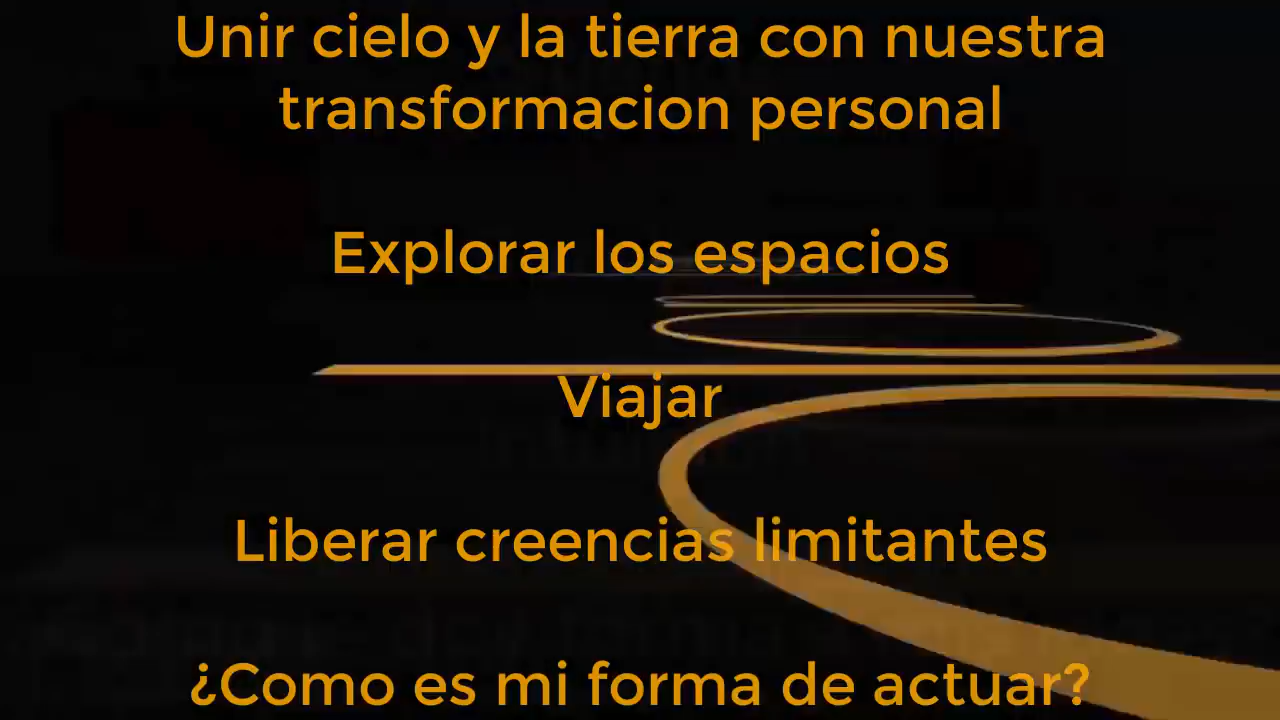 Unir cielo y la tierra con nuestra
transformacion personal
Explorar los espacios
Viajar
Liberar creencias limitantes
¿Como es mi forma de actuar?